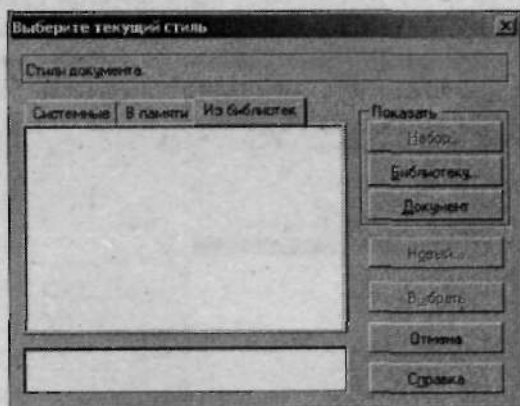 Выберите текущий стиль
Стили документа
Системные В памяти Из библиотек
Показать
Набор...
Библиотеку...
Документ
Новый...
Выбрать
Отмена
Справка